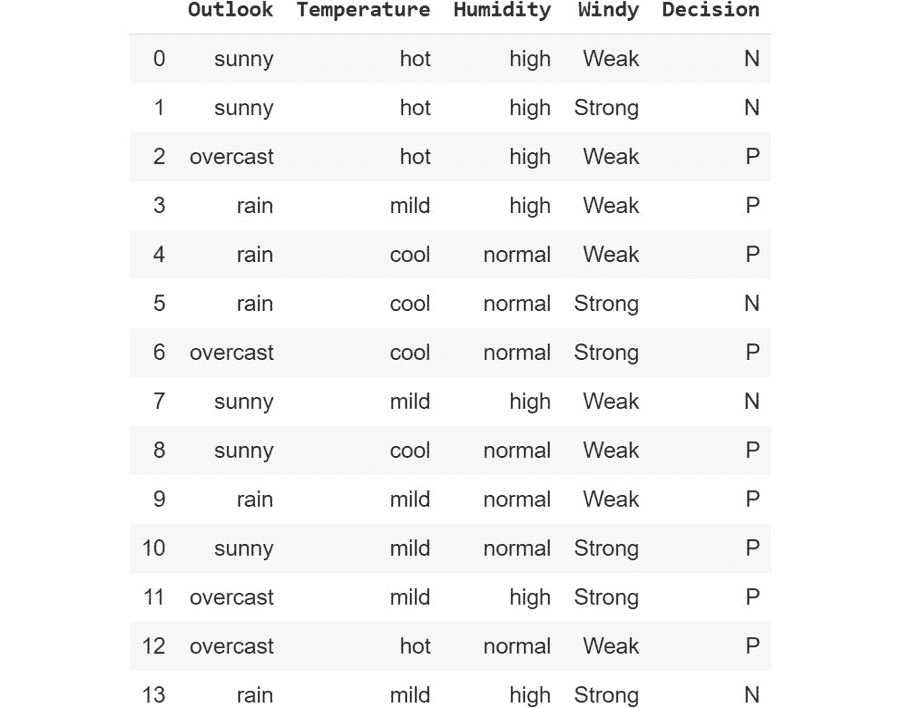 Outlook Temperature Humidity Windy Decision
0 sunny hot high Weak N
1 sunny hot high Strong N
2 overcast hot high Weak P
3 rain mild high Weak P
4 rain cool normal Weak P
5 rain cool normal Strong N
6 overcast cool normal Strong P
7 sunny mild high Weak N
8 sunny cool normal Weak P
9 rain mild normal Weak P
10 sunny mild normal Strong P
11 overcast mild high Strong P
12 overcast hot normal Weak P
13 rain mild high Strong N